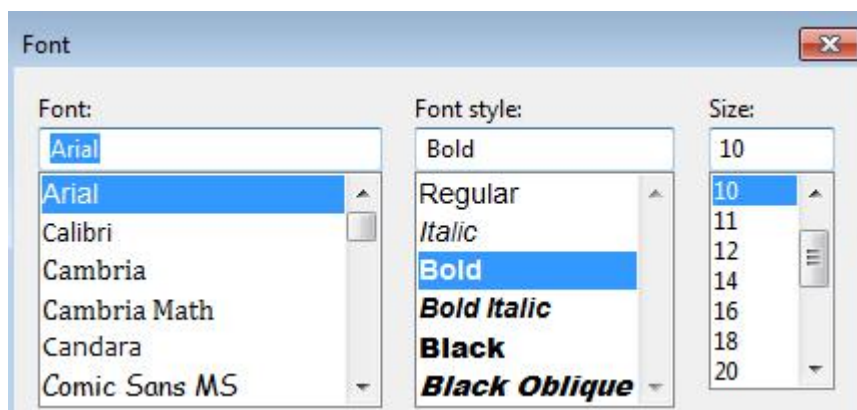 Font
Font:
Font style:
Size:
Arial
Bold
10
Arial
Calibri
Cambria
Cambria Math
Candara
Comic Sans MS
Regular
Italic
Bold
Bold Italic
Black
Black Oblique
10
11
12
14
16
18
20